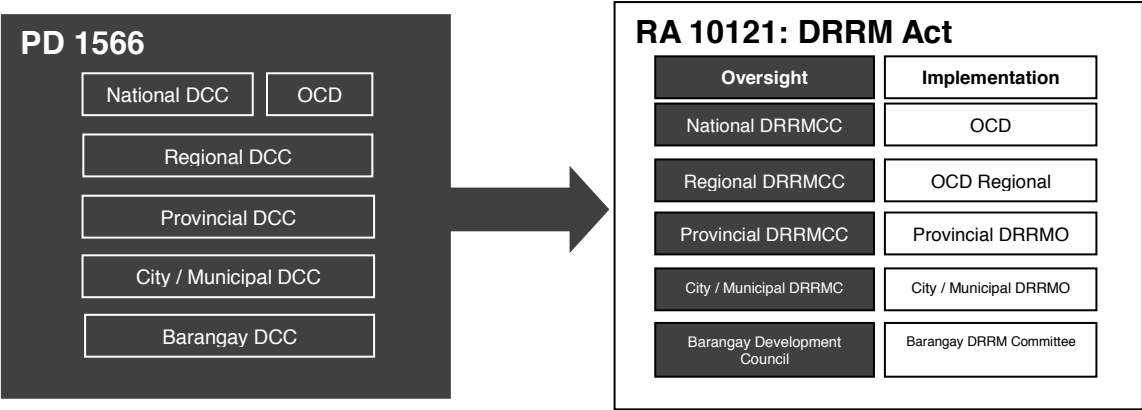 PD 1566
National DCC
OCD
Regional DCC
Provincial DCC
City / Municipal DCC
Barangay DCC
RA 10121: DRRM Act
Oversight
Implementation
National DRRMCC
OCD
Regional DRRMCC
OCD Regional
Provincial DRRMCC
Provincial DRRMO
City / Municipal DRRMC
City / Municipal DRRMO
Barangay Development
Council
Barangay DRRM Committee